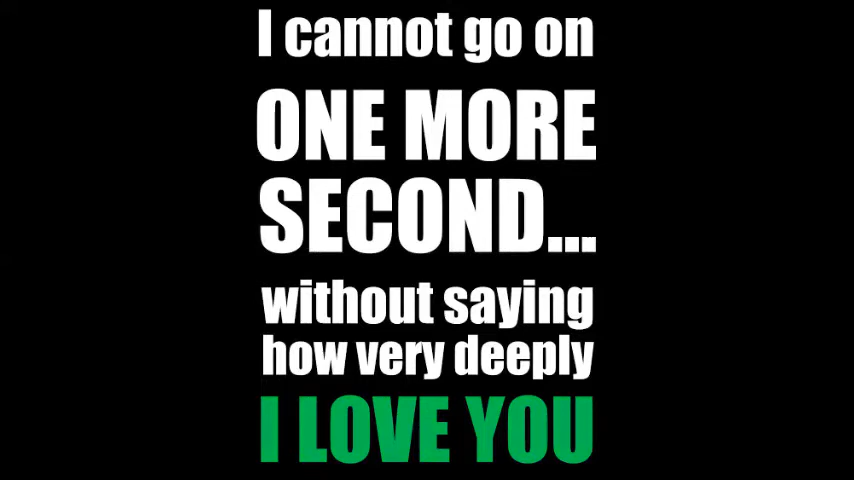 I cannot go on
ONE MORE
SECOND...
without saying
how very deeply
I LOVE YOU